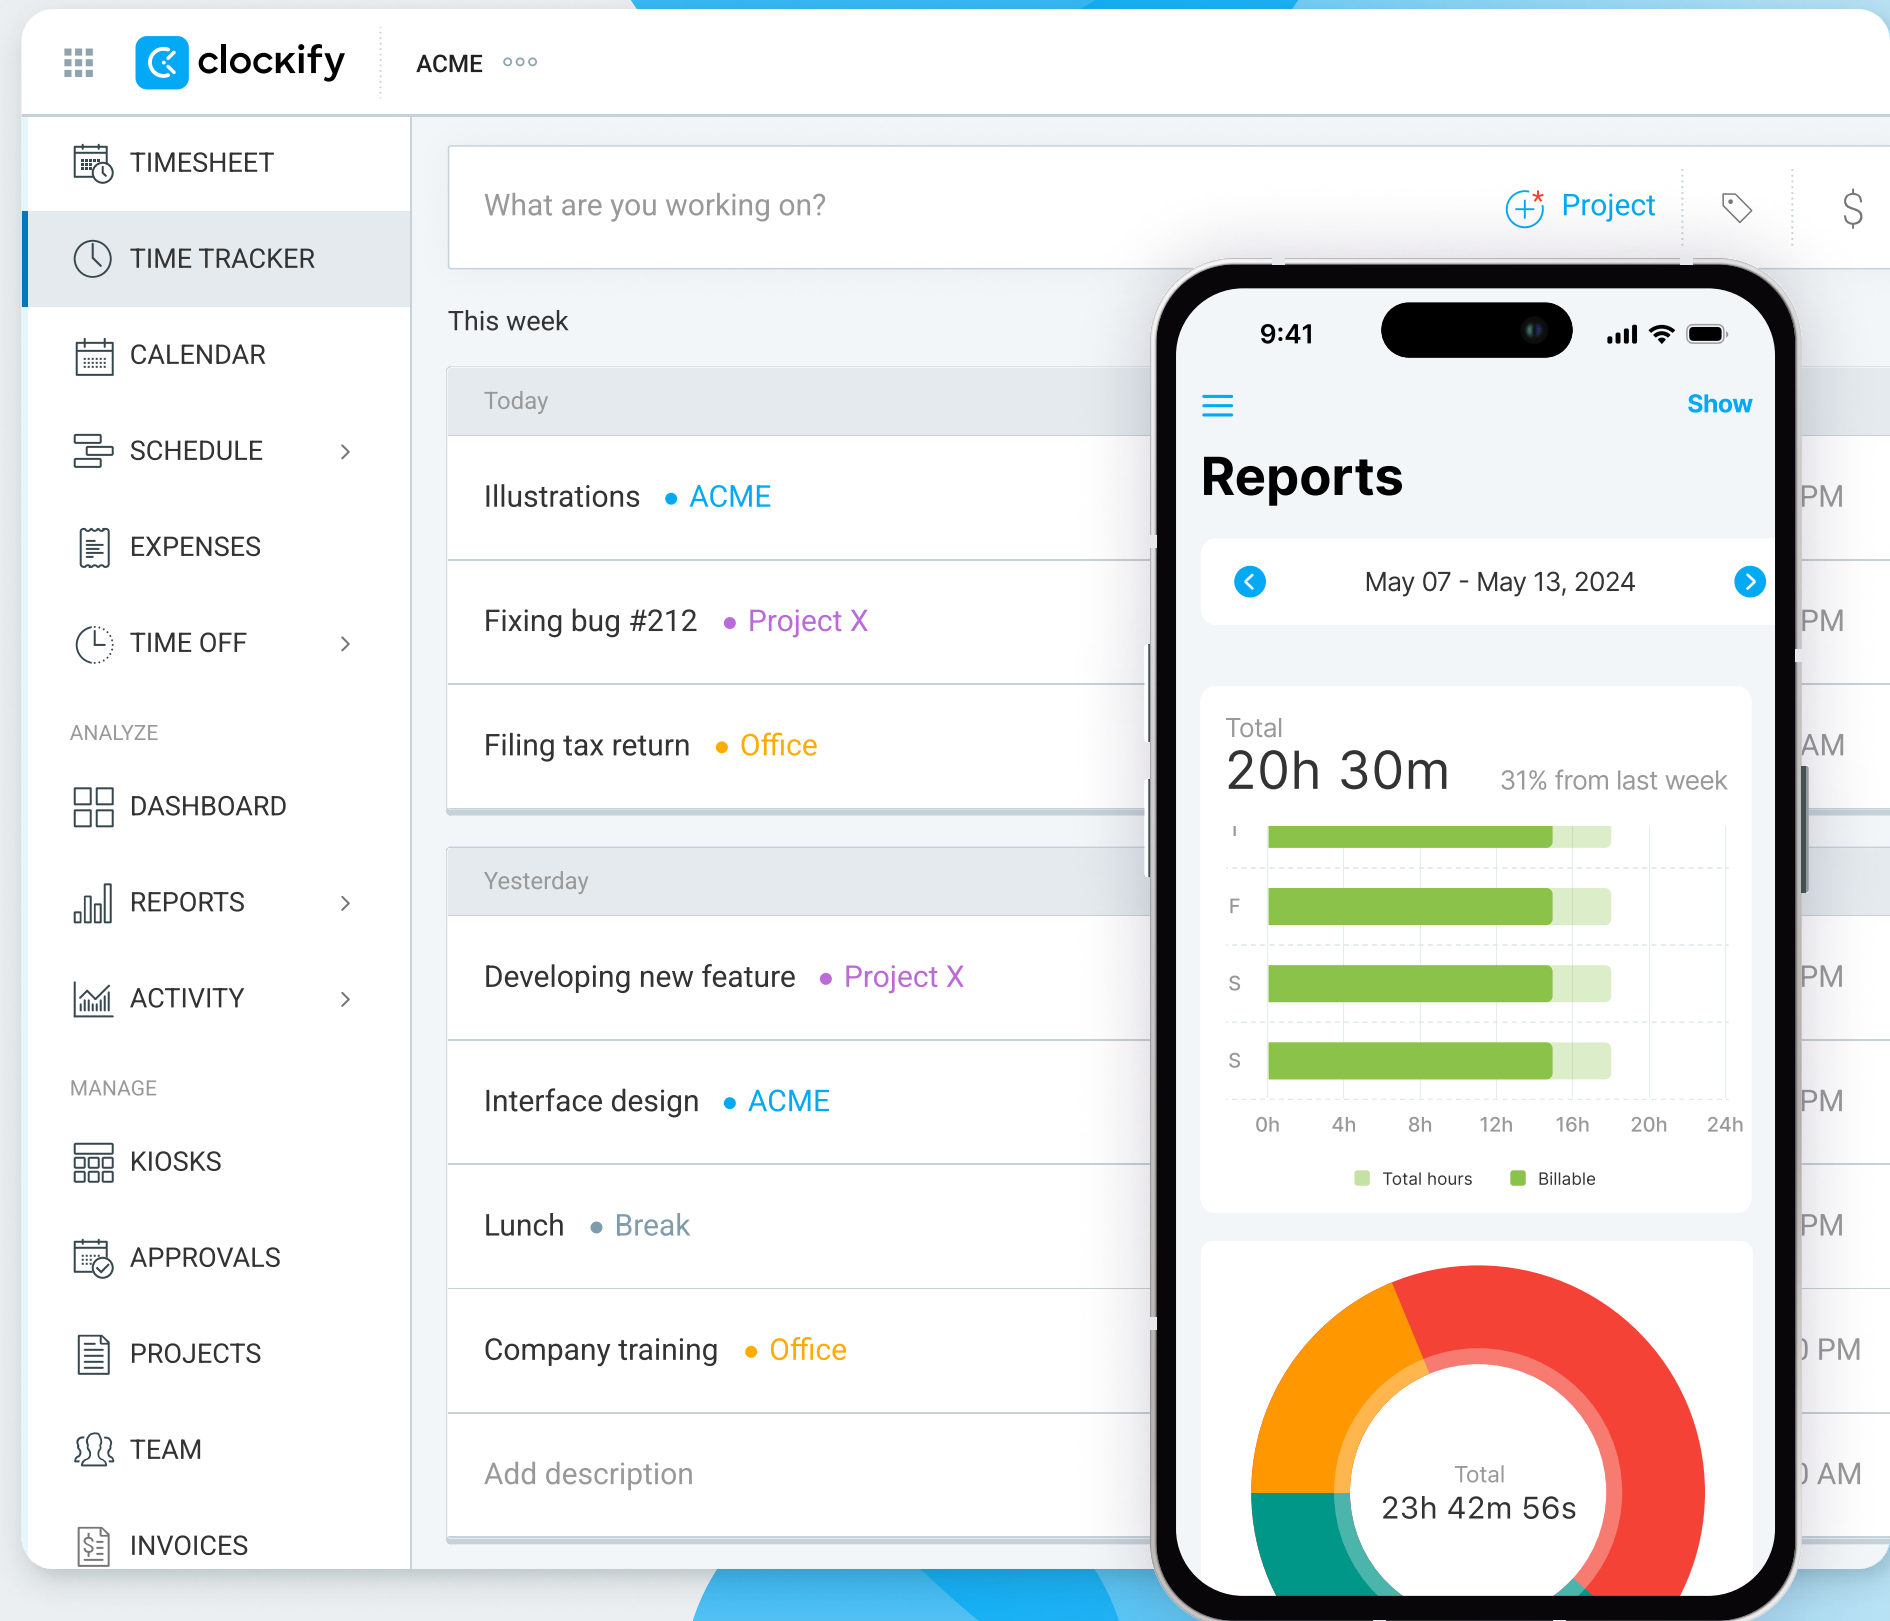 clockify
ACME
TIMESHEET
TIME TRACKER
CALENDAR
SCHEDULE
EXPENSES
TIME OFF
ANALYZE
DASHBOARD
REPORTS
ACTIVITY
MANAGE
KIOSKS
APPROVALS
PROJECTS
TEAM
INVOICES
What are you working on?
* Project
$
This week
Today
Illustrations • ACME
PM
Fixing bug #212 • Project X
PM
Filing tax return • Office
AM
Yesterday
Developing new feature • Project X
PM
Interface design • ACME
PM
Lunch • Break
PM
Company training • Office
PM
Add description
AM
9:41
Show
Reports
May 07 - May 13, 2024
Total
20h 30m
31% from last week
F
S
S
0h 4h 8h 12h 16h 20h 24h
Total hours Billable
Total
23h 42m 56s